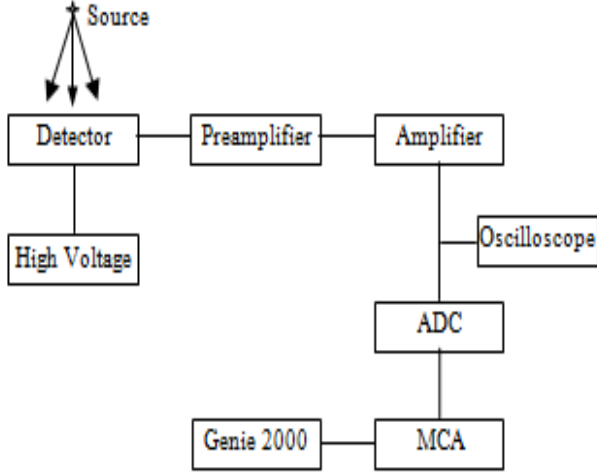 Source
Detector
Preamplifier
Amplifier
High Voltage
Oscilloscope
ADC
Genie 2000
MCA